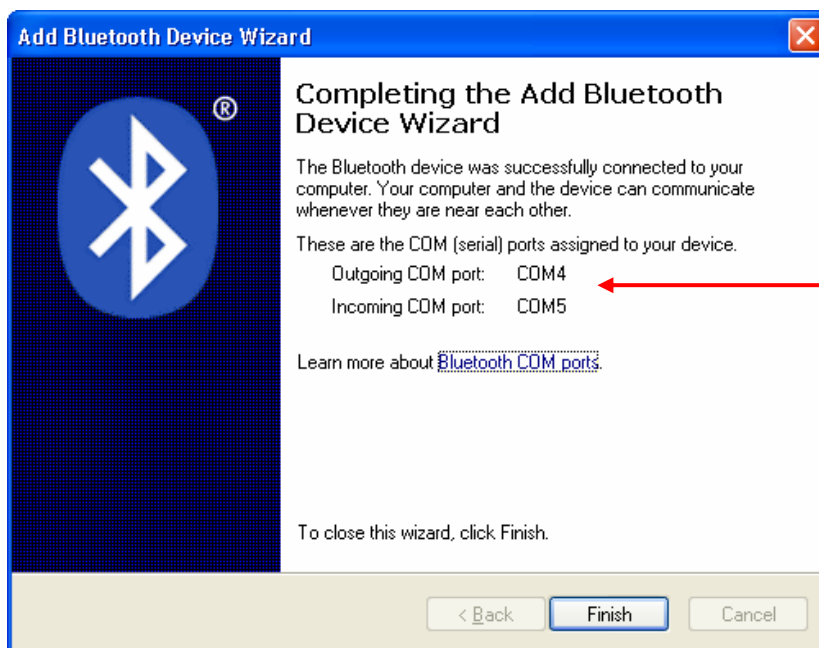 Add Bluetooth Device Wizard
®
Completing the Add Bluetooth
Device Wizard
The Bluetooth device was successfully connected to your
computer. Your computer and the device can communicate
whenever they are near each other.
These are the COM (serial) ports assigned to your device.
Outgoing COM port: COM4
Incoming COM port: COM5
Learn more about Bluetooth COM ports.
To close this wizard, click Finish.
< Back Finish Cancel